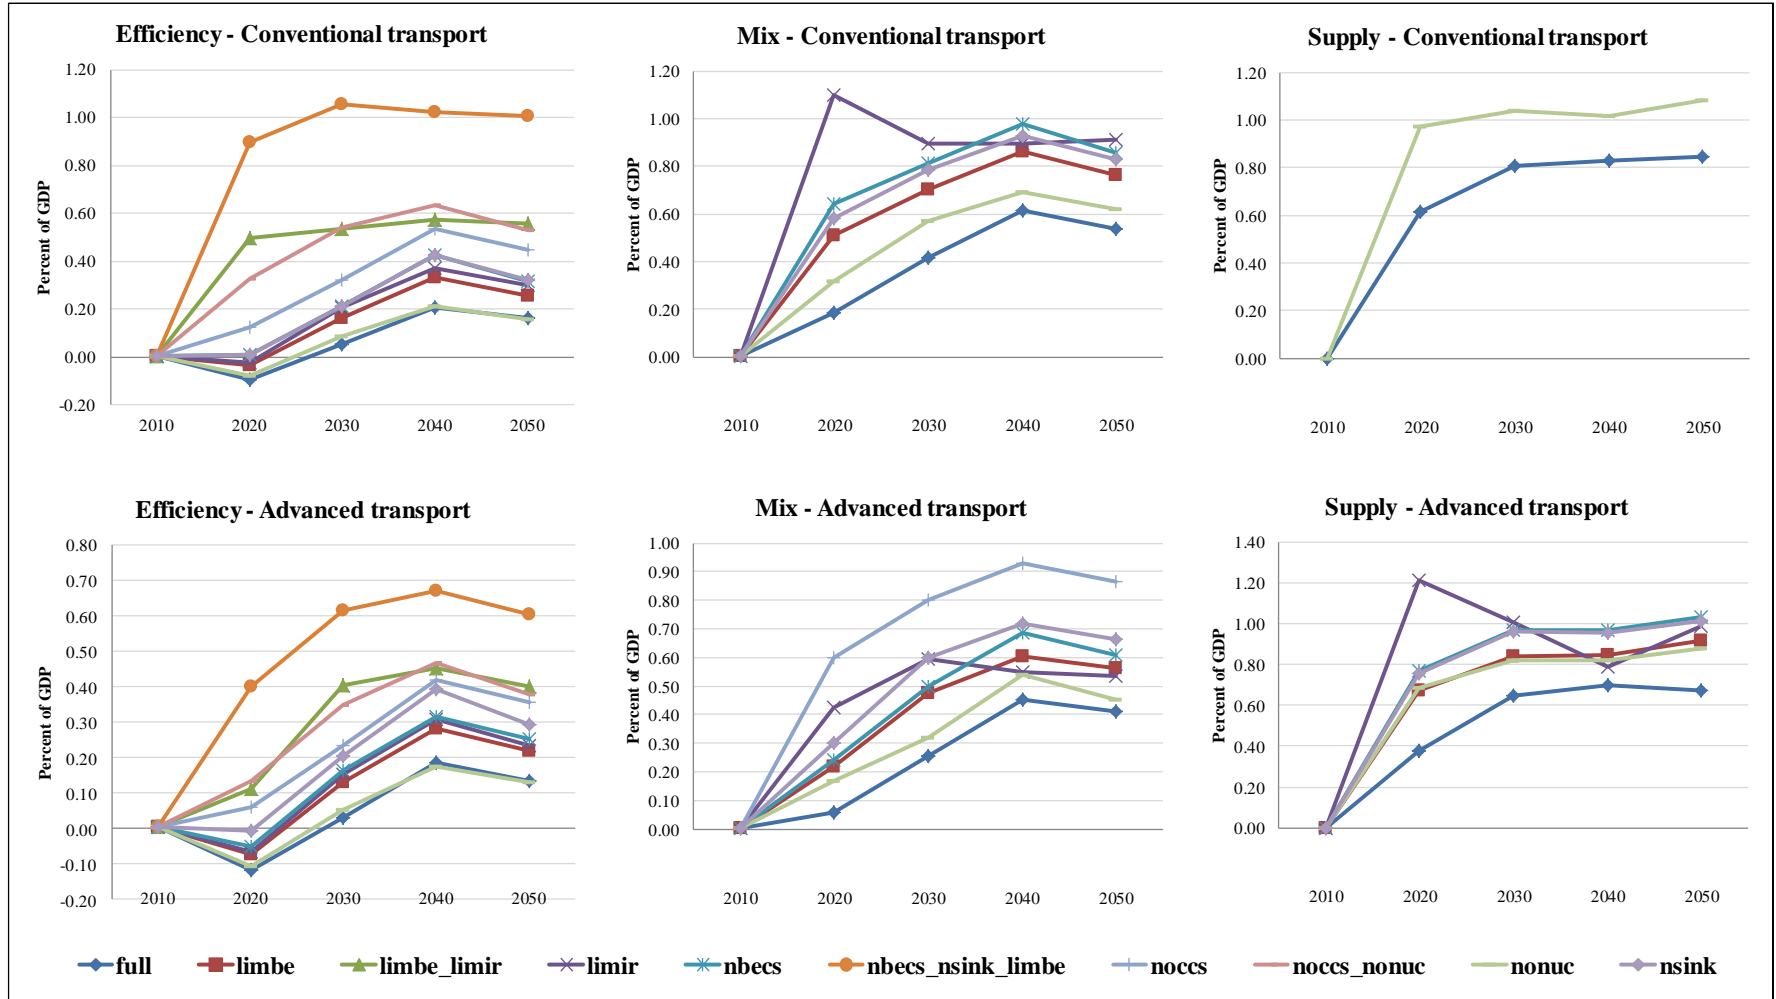 Efficiency - Conventional transport
Percent of GDP
1.20
1.00
0.80
0.60
0.40
0.20
0.00
-0.20
2010 2020 2030 2040 2050
Mix - Conventional transport
Percent of GDP
1.20
1.00
0.80
0.60
0.40
0.20
0.00
2010 2020 2030 2040 2050
Supply - Conventional transport
Percent of GDP
1.20
1.00
0.80
0.60
0.40
0.20
0.00
2010 2020 2030 2040 2050
Efficiency - Advanced transport
Percent of GDP
0.80
0.70
0.60
0.50
0.40
0.30
0.20
0.10
0.00
-0.10
-0.20
2010 2020 2030 2040 2050
Mix - Advanced transport
Percent of GDP
1.00
0.90
0.80
0.70
0.60
0.50
0.40
0.30
0.20
0.10
0.00
2010 2020 2030 2040 2050
Supply - Advanced transport
Percent of GDP
1.40
1.20
1.00
0.80
0.60
0.40
0.20
0.00
2010 2020 2030 2040 2050
full limbe limbe_limir limir nbecs nbecs_nsink_limbe noccs noccs_nonuc nonuc nsink